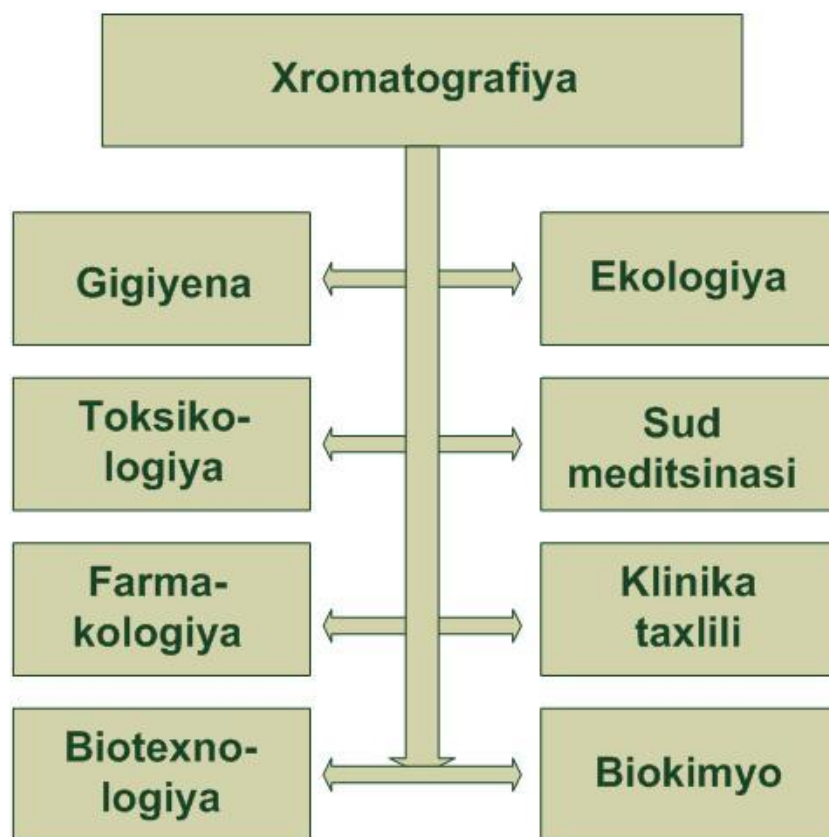 Xromatografiya
Gigiyena
Ekologiya
Toksiko-
logiya
Sud
meditsinasi
Farma-
kologiya
Klinika
taxlili
Biotexno-
logiya
Biokimyo